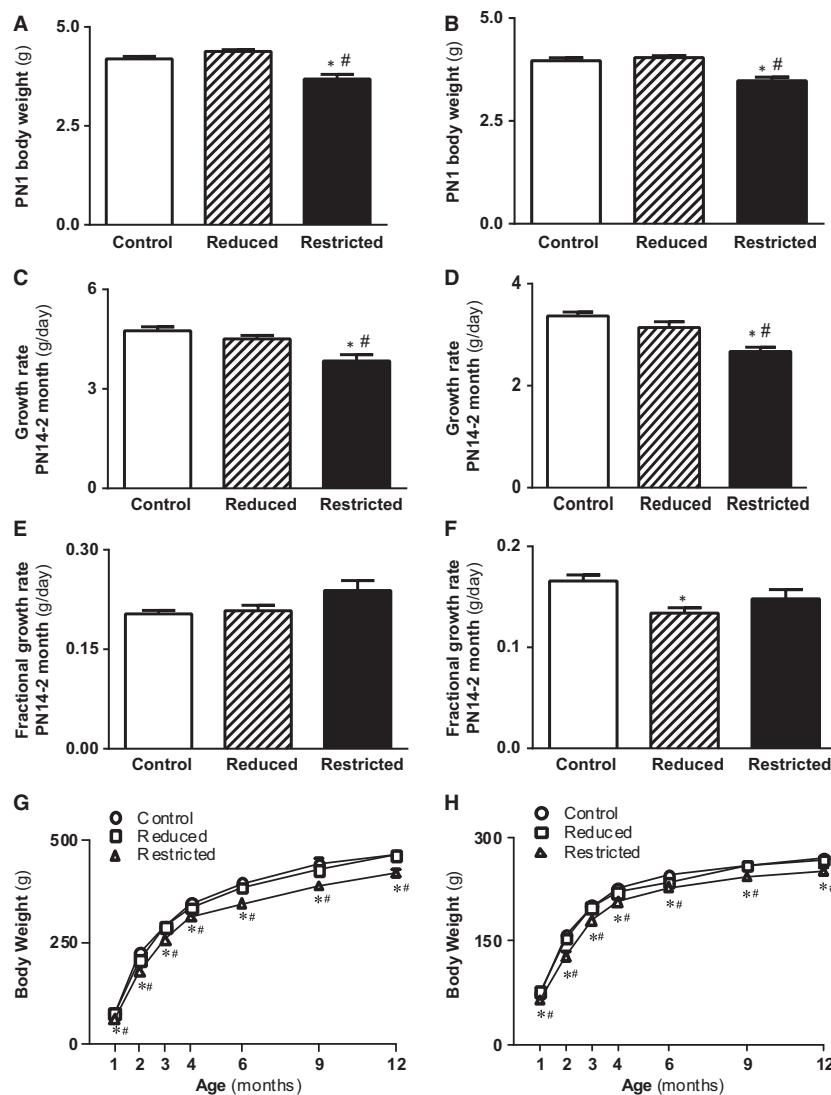 A
PN1 body weight (g)
5.0
2.5
0.0
* #
Control Reduced Restricted
B
PN1 body weight (g)
5.0
2.5
0.0
* #
Control Reduced Restricted
C
Growth rate
PN14-2 month (g/day)
6
3
0
* #
Control Reduced Restricted
D
Growth rate
PN14-2 month (g/day)
4
2
0
* #
Control Reduced Restricted
E
Fractional growth rate
PN14-2 month (g/day)
0.30
0.15
0.00
Control Reduced Restricted
F
Fractional growth rate
PN14-2 month (g/day)
0.2
0.1
0.0
*
Control Reduced Restricted
G
Control
Reduced
Restricted
Body Weight (g)
500
250
0
*# *# *# *# *# *# *#
1 2 3 4 6 9 12
Age (months)
H
Control
Reduced
Restricted
Body Weight (g)
300
150
0
*# *# *# *# *# *# *#
1 2 3 4 6 9 12
Age (months)